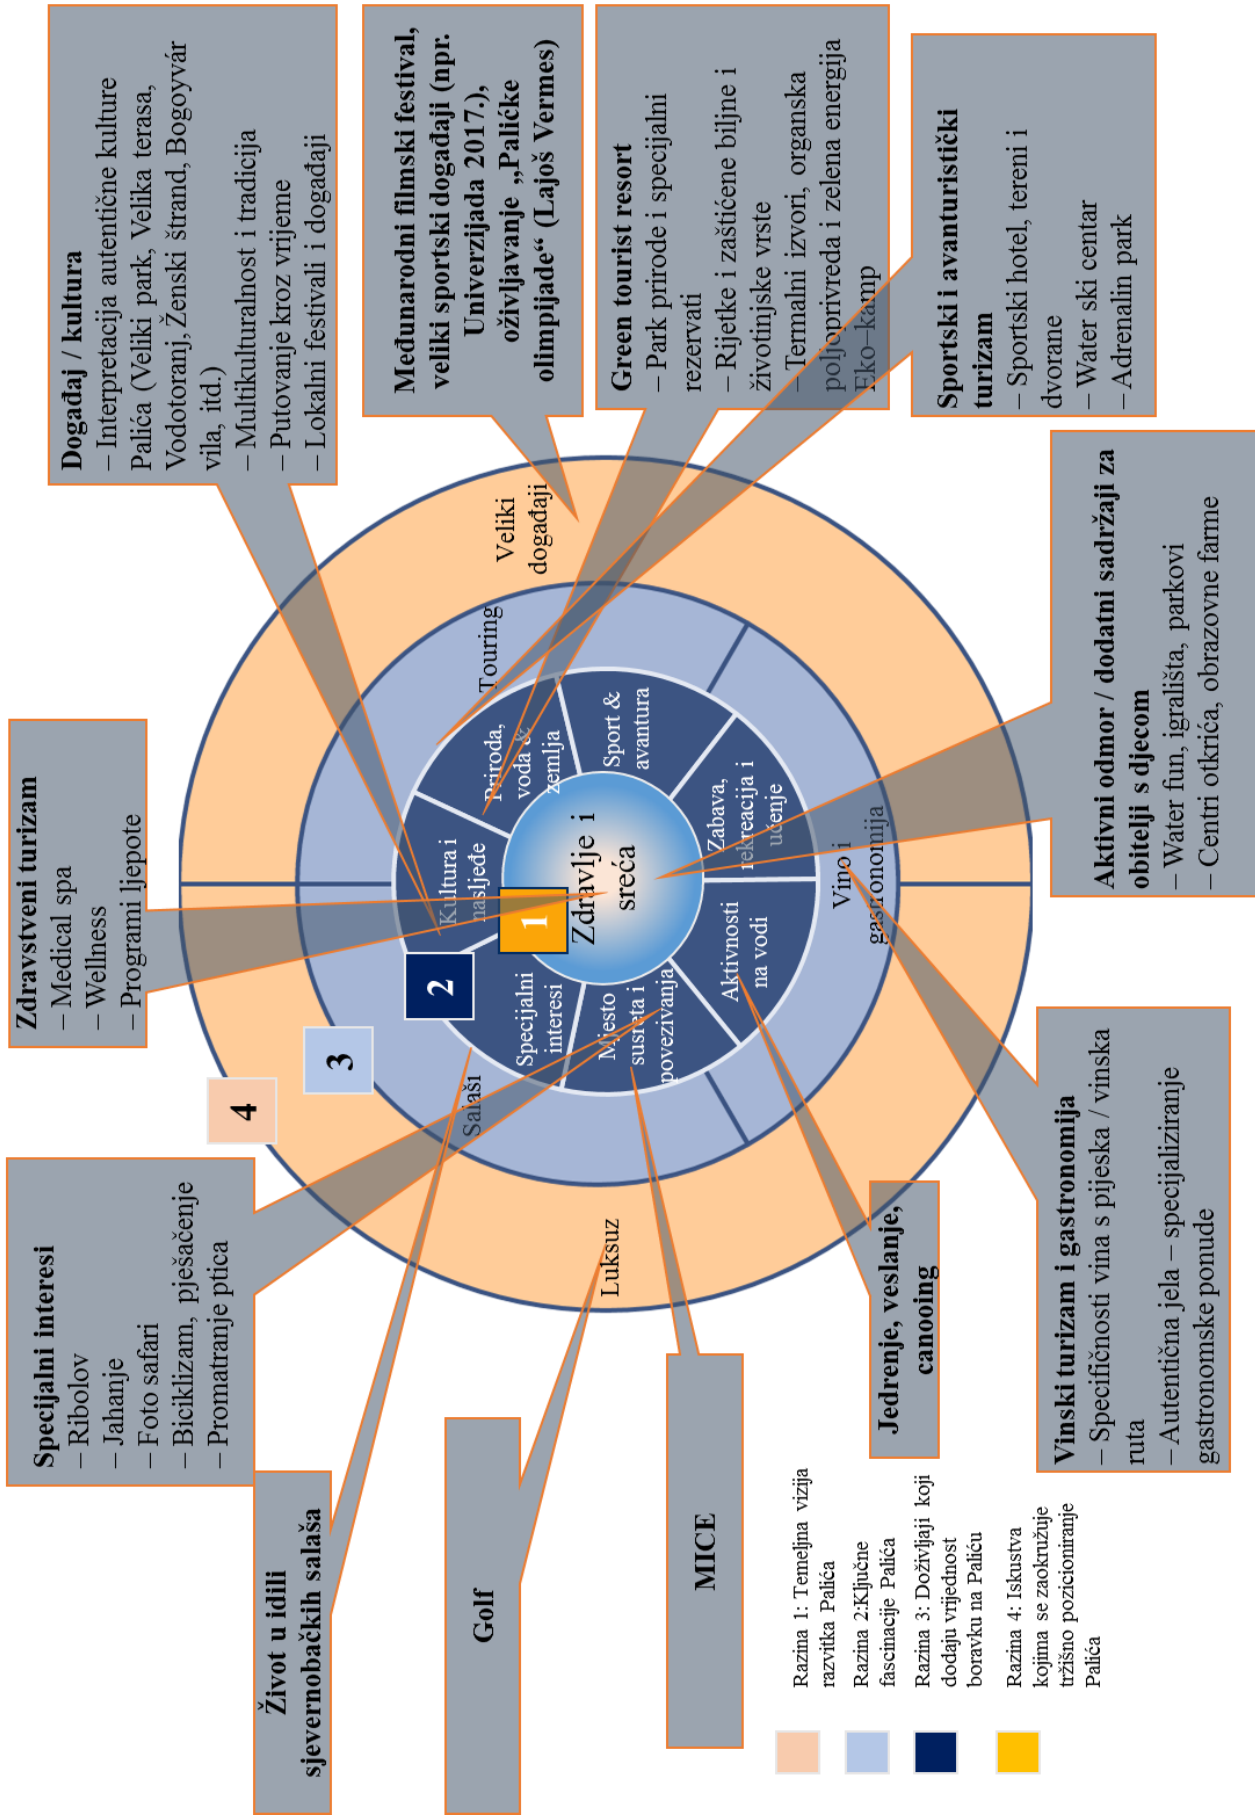 Zdravstveni turizam
– Medical spa
– Wellness
– Programi ljepote
Događaj / kultura
– Interpretacija autentične kulture
Palića (Veliki park, Velika terasa,
Vodotoranj, Ženski štrand, Bogoyvár
vila, itd.)
– Multikulturalnost i tradicija
– Putovanje kroz vrijeme
– Lokalni festivali i događaji
Specijalni interesi
– Ribolov
– Jahanje
– Foto safari
– Biciklizam, pješačenje
– Promatranje ptica
Život u idili
sjevernobačkih salaša
Golf
MICE
4
3
2
1
Zdravlje i
sreća
Kultura i
nasljeđe
Priroda,
voda &
zemlja
Sport &
avantura
Zabava,
rekreacija i
učenje
Aktivnosti
na vodi
Mjesto
susreta i
povezivanja
Specijalni
interesi
Salaši
Touring
Vino i
gastronomija
Luksuz
Veliki
događaji
Međunarodni filmski festival,
veliki sportski događaji (npr.
Univerzijada 2017.),
oživljavanje „Palićke
olimpijade“ (Lajoš Vermes)
Green tourist resort
– Park prirode i specijalni
rezervati
– Rijetke i zaštićene biljne i
životinjske vrste
– Termalni izvori, organska
poljoprivreda i zelena energija
Eko–kamp
Sportski i avanturistički
turizam
– Sportski hotel, tereni i
dvorane
– Water ski centar
– Adrenalin park
Aktivni odmor / dodatni sadržaji za
obitelji s djecom
– Water fun, igrališta, parkovi
– Centri otkrića, obrazovne farme
Vinski turizam i gastronomija
– Specifičnosti vina s pijeska / vinska
ruta
– Autentična jela – specijaliziranje
gastronomske ponude
Jedrenje, veslanje,
canooing
Razina 1: Temeljna vizija
razvitka Palića
Razina 2:Ključne
fascinacije Palića
Razina 3: Doživljaji koji
dodaju vrijednost
boravku na Paliću
Razina 4: Iskustva
kojima se zaokružuje
tržišno pozicioniranje
Palića